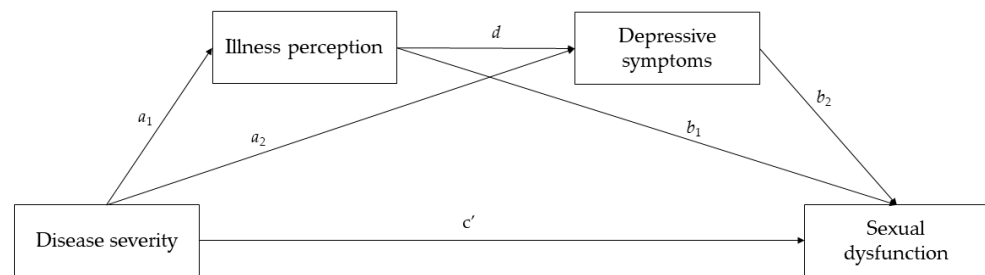 Illness perception
d
Depressive
symptoms
a₁
a₂
b₁
b₂
Disease severity
c’
Sexual
dysfunction